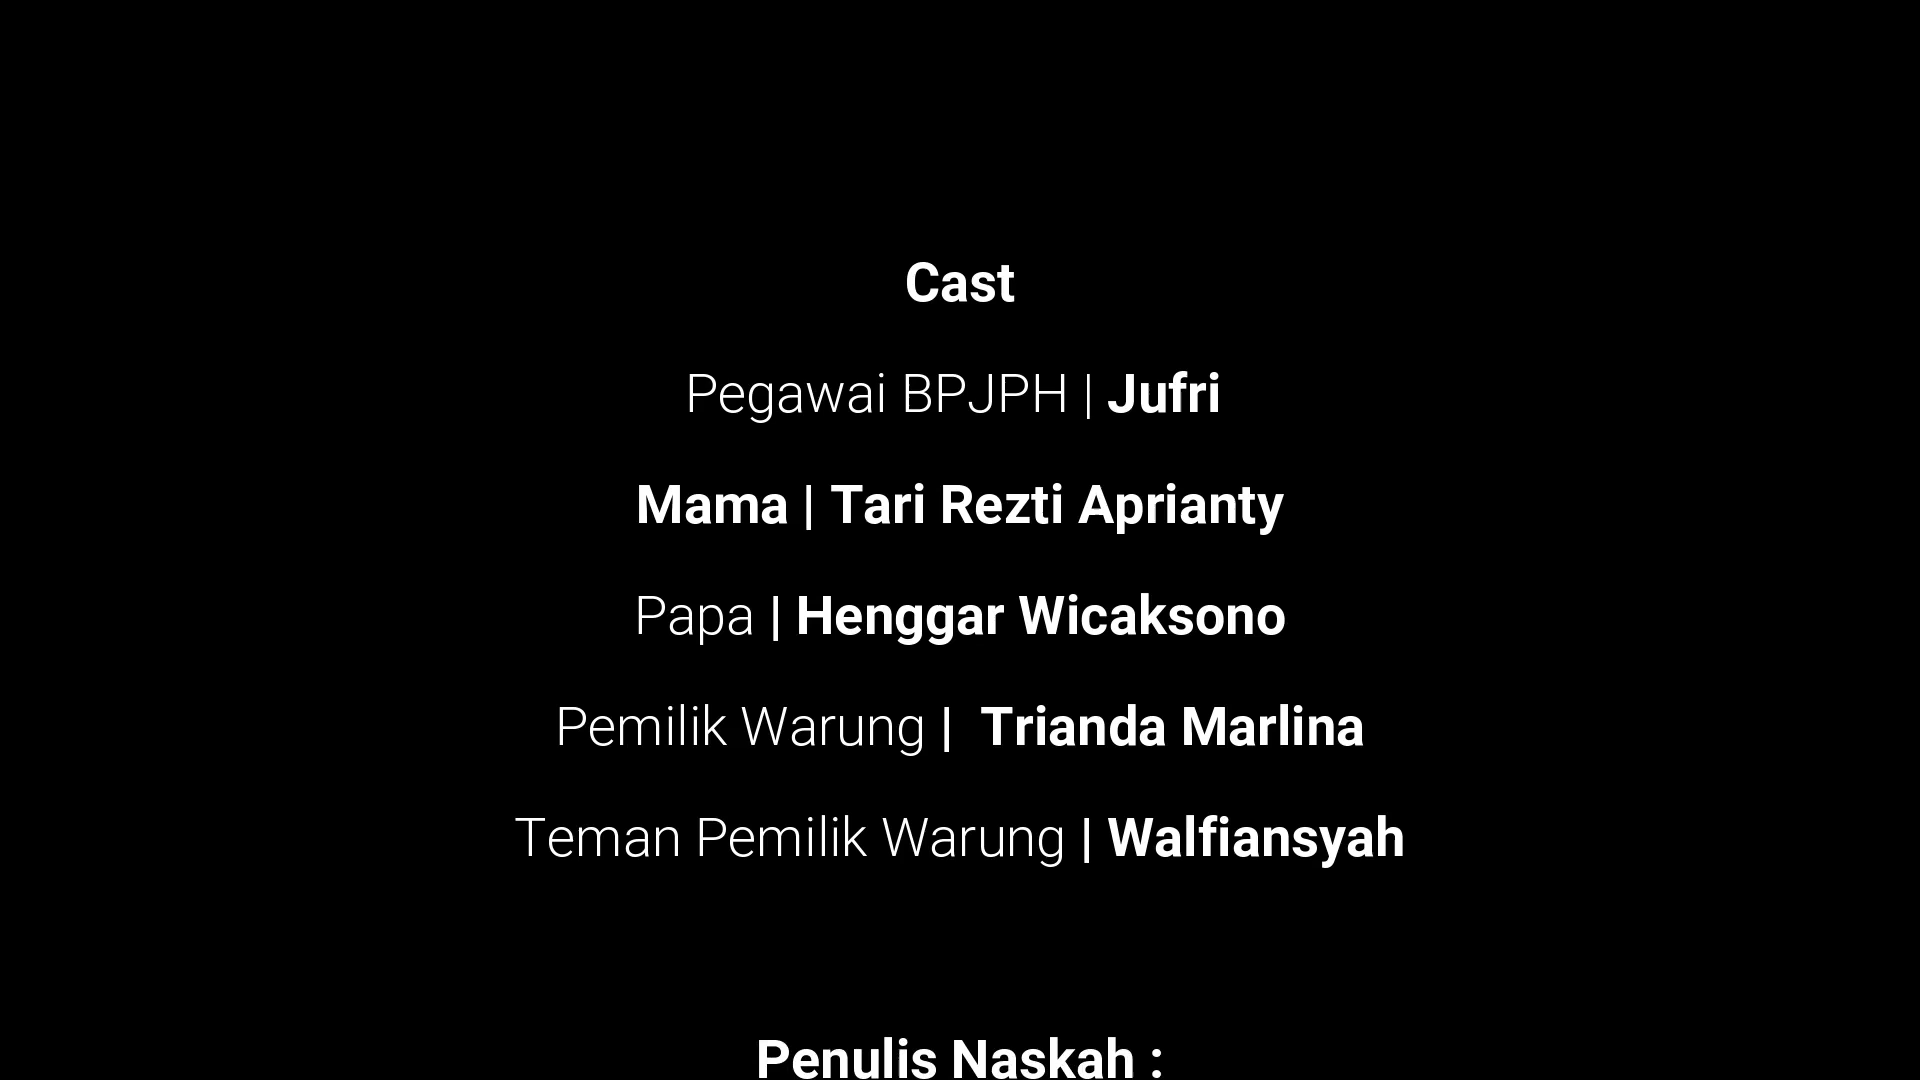 Cast
Pegawai BPJPH | Jufri
Mama | Tari Rezti Aprianty
Papa | Henggar Wicaksono
Pemilik Warung |  Trianda Marlina
Teman Pemilik Warung | Walfiansyah
Penulis Naskah :